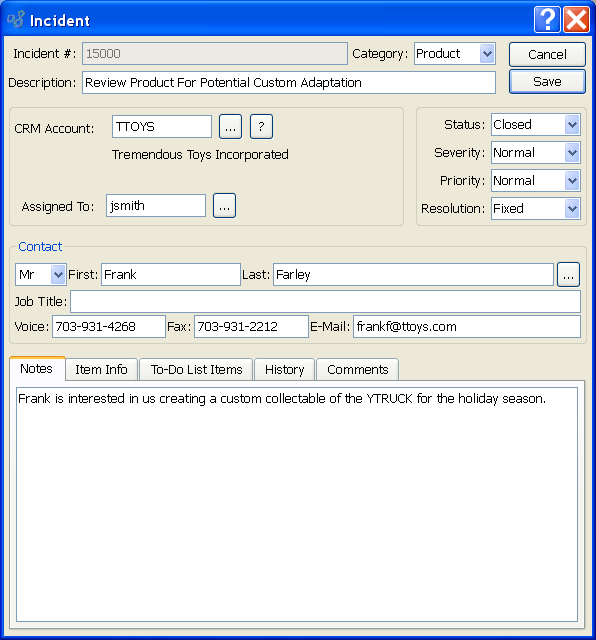 Incident
Incident #: 15000 Category: Product Cancel
Description: Review Product For Potential Custom Adaptation Save
CRM Account: TTOYS ... ?
Tremendous Toys Incorporated
Assigned To: jsmith ...
Status: Closed
Severity: Normal
Priority: Normal
Resolution: Fixed
Contact
Mr First: Frank Last: Farley ...
Job Title:
Voice: 703-931-4268 Fax: 703-931-2212 E-Mail: frankf@ttoys.com
Notes Item Info To-Do List Items History Comments
Frank is interested in us creating a custom collectable of the YTRUCK for the holiday season.